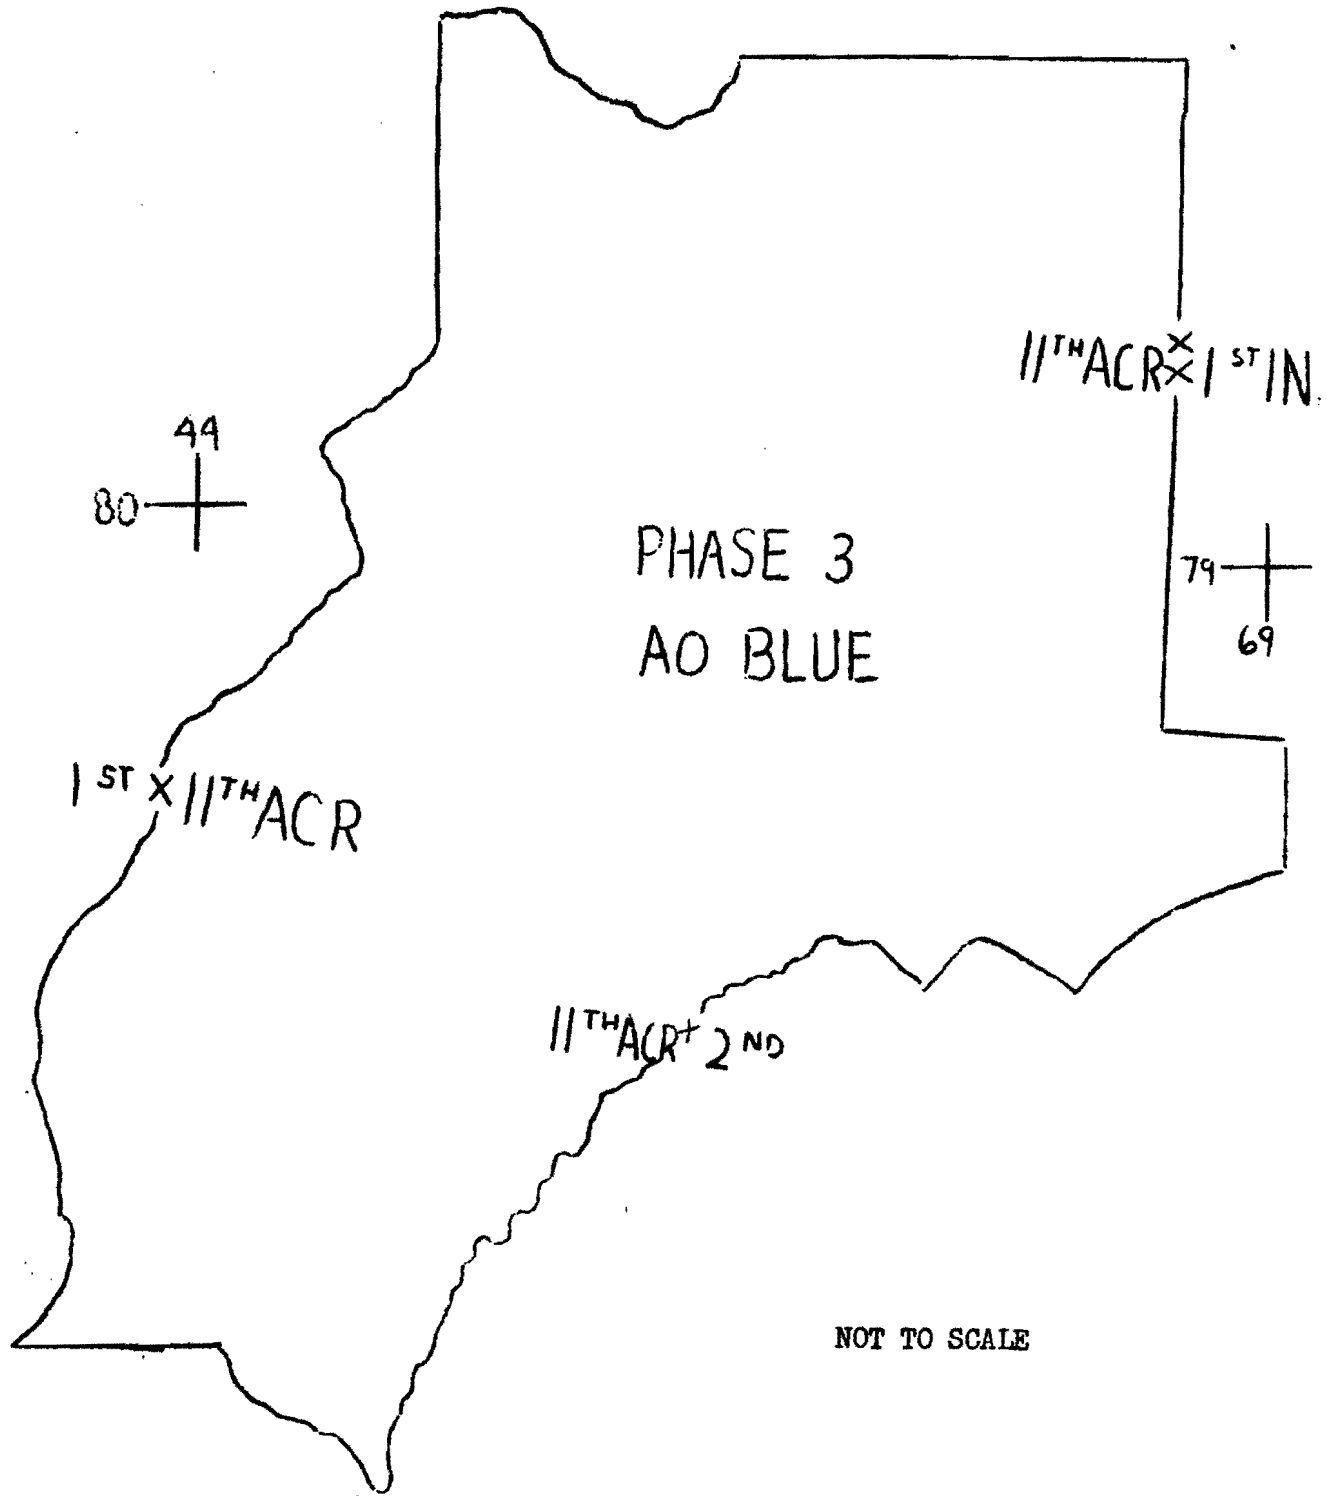 11TH ACR XX 1ST IN
44
80
PHASE 3
79
69
AO BLUE
1ST X 11TH ACR
11TH ACR + 2ND
NOT TO SCALE